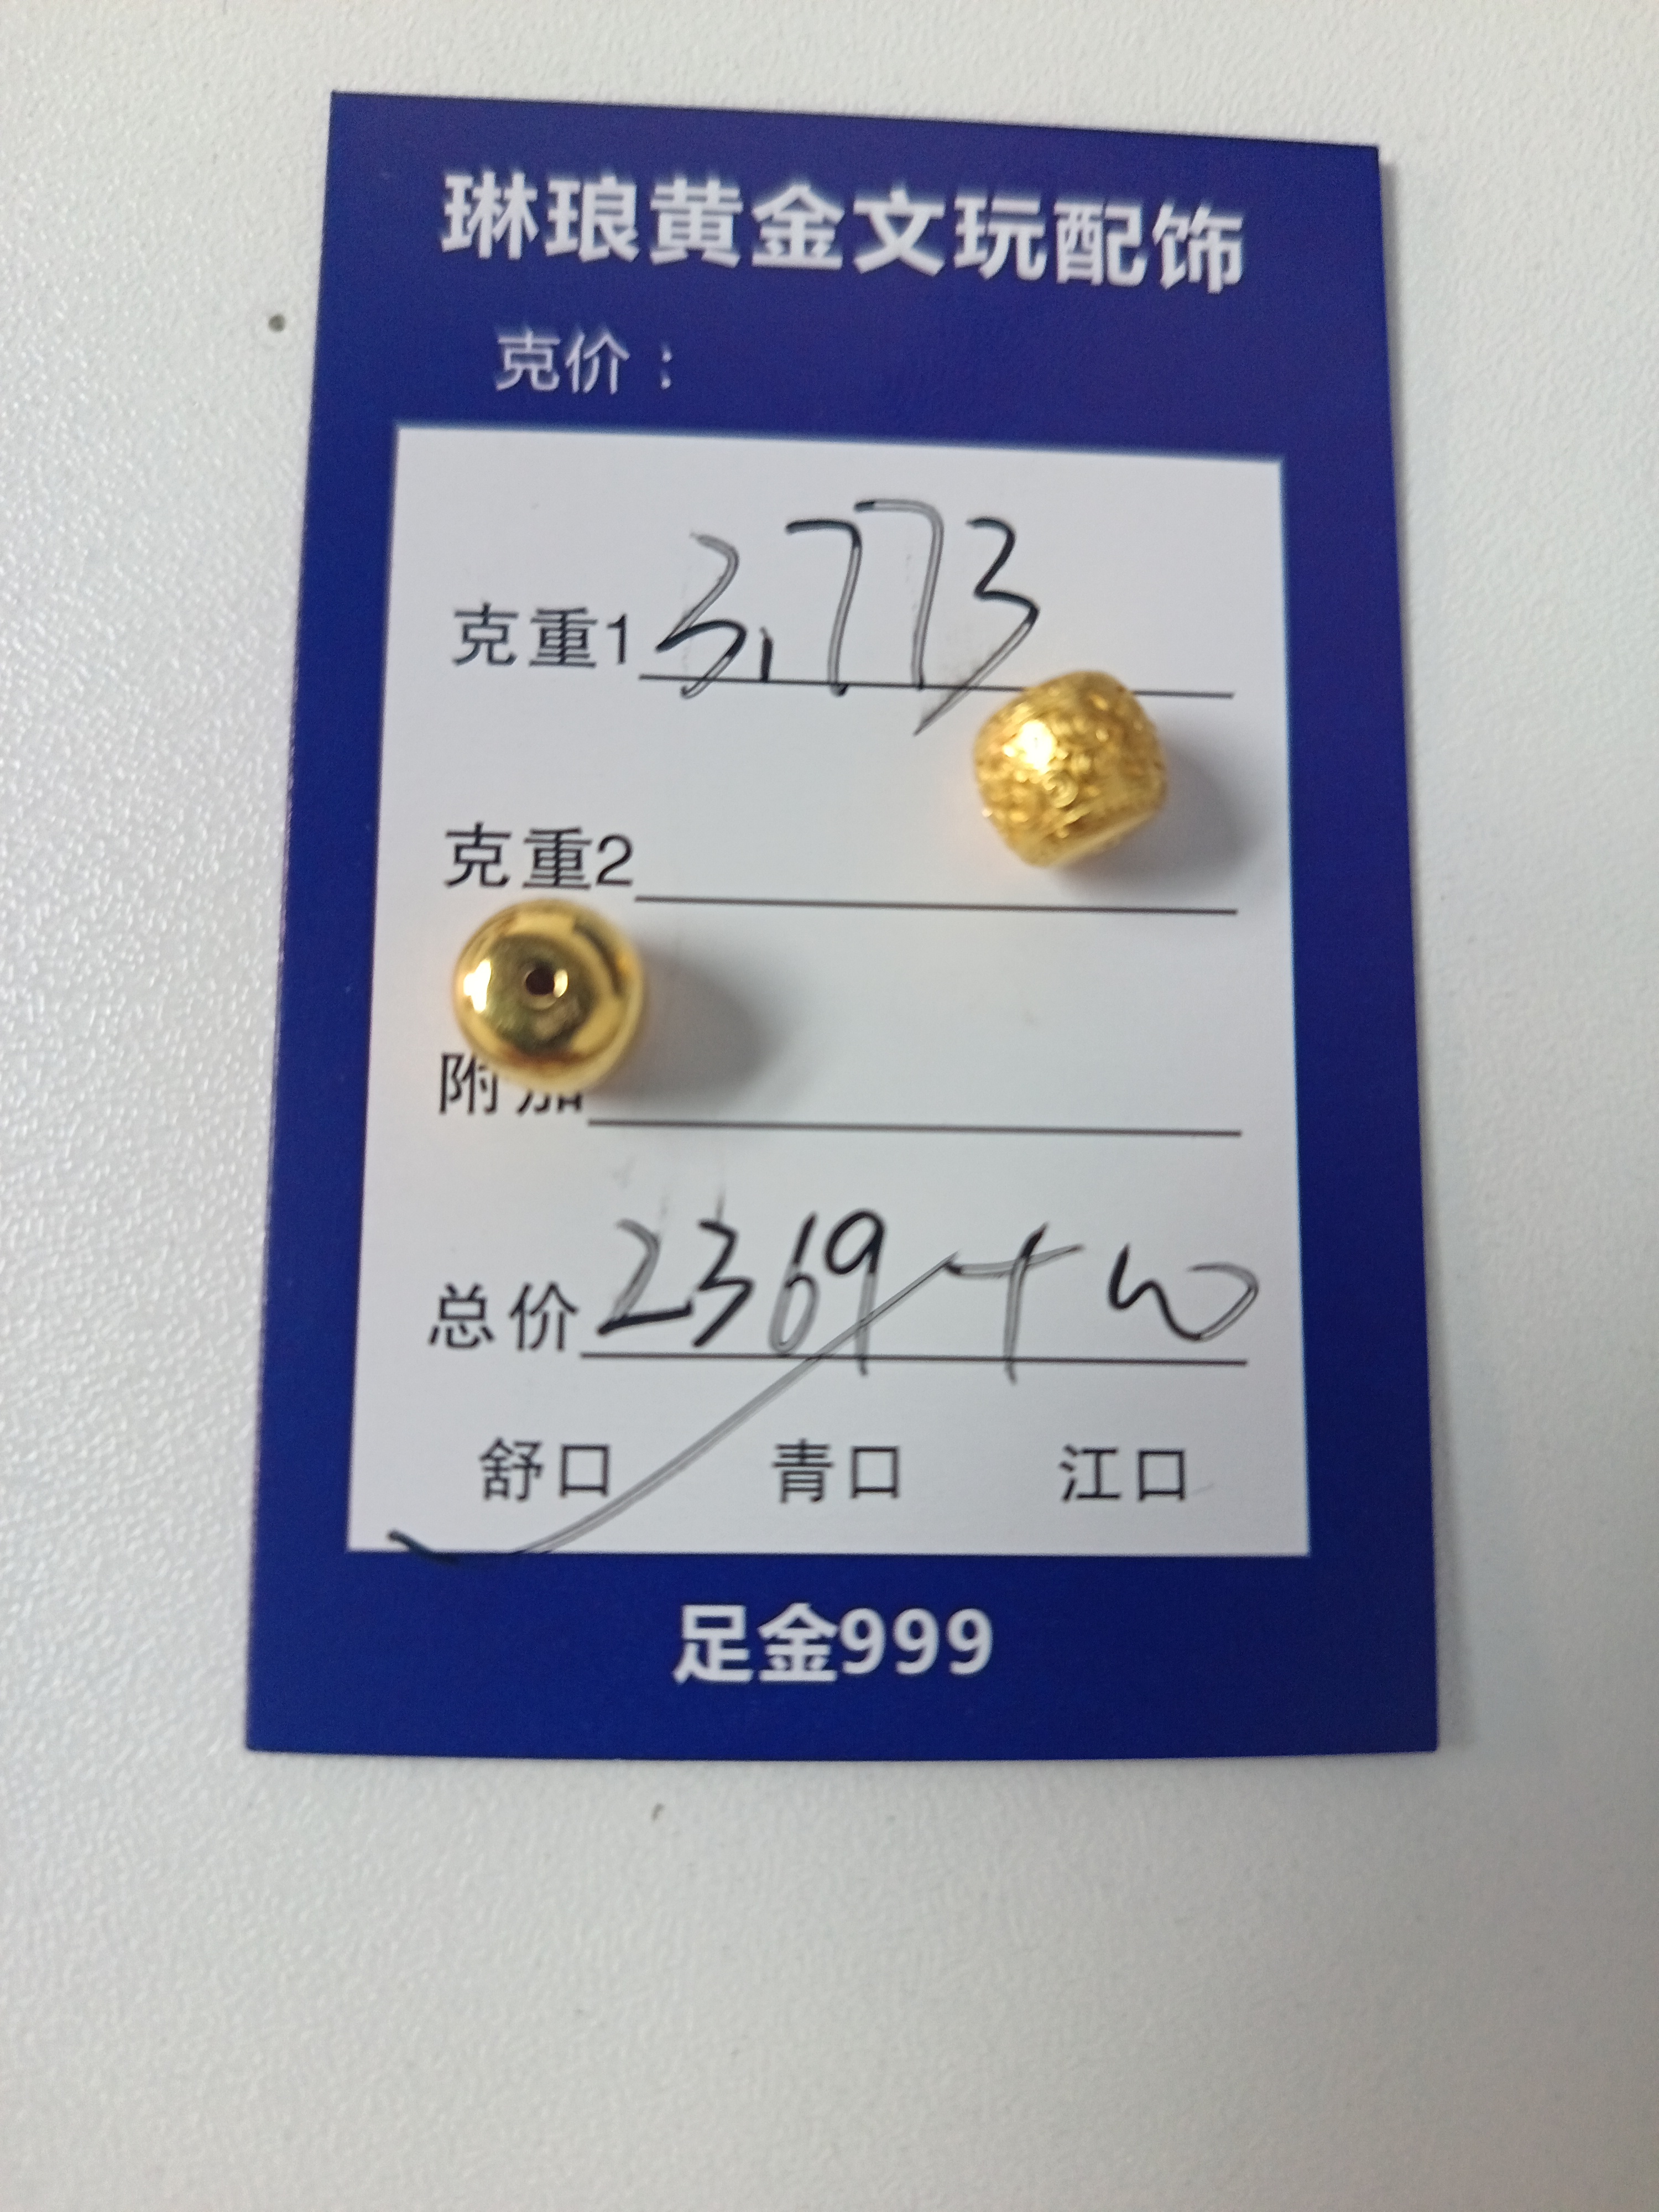 琳琅黄金文玩配饰
克价：
克重1 3.773
克重2
附加
总价 2369
舒口 青口 江口
足金999